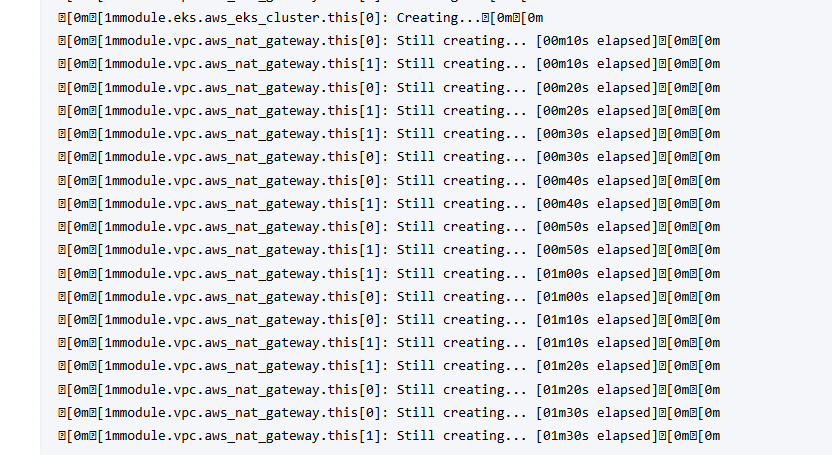 ␛[0m␛[1mmodule.eks.aws_eks_cluster.this[0]: Creating...␛[0m␛[0m
␛[0m␛[1mmodule.vpc.aws_nat_gateway.this[0]: Still creating... [00m10s elapsed]␛[0m␛[0m
␛[0m␛[1mmodule.vpc.aws_nat_gateway.this[1]: Still creating... [00m10s elapsed]␛[0m␛[0m
␛[0m␛[1mmodule.vpc.aws_nat_gateway.this[0]: Still creating... [00m20s elapsed]␛[0m␛[0m
␛[0m␛[1mmodule.vpc.aws_nat_gateway.this[1]: Still creating... [00m20s elapsed]␛[0m␛[0m
␛[0m␛[1mmodule.vpc.aws_nat_gateway.this[1]: Still creating... [00m30s elapsed]␛[0m␛[0m
␛[0m␛[1mmodule.vpc.aws_nat_gateway.this[0]: Still creating... [00m30s elapsed]␛[0m␛[0m
␛[0m␛[1mmodule.vpc.aws_nat_gateway.this[0]: Still creating... [00m40s elapsed]␛[0m␛[0m
␛[0m␛[1mmodule.vpc.aws_nat_gateway.this[1]: Still creating... [00m40s elapsed]␛[0m␛[0m
␛[0m␛[1mmodule.vpc.aws_nat_gateway.this[0]: Still creating... [00m50s elapsed]␛[0m␛[0m
␛[0m␛[1mmodule.vpc.aws_nat_gateway.this[1]: Still creating... [00m50s elapsed]␛[0m␛[0m
␛[0m␛[1mmodule.vpc.aws_nat_gateway.this[1]: Still creating... [01m00s elapsed]␛[0m␛[0m
␛[0m␛[1mmodule.vpc.aws_nat_gateway.this[0]: Still creating... [01m00s elapsed]␛[0m␛[0m
␛[0m␛[1mmodule.vpc.aws_nat_gateway.this[0]: Still creating... [01m10s elapsed]␛[0m␛[0m
␛[0m␛[1mmodule.vpc.aws_nat_gateway.this[1]: Still creating... [01m10s elapsed]␛[0m␛[0m
␛[0m␛[1mmodule.vpc.aws_nat_gateway.this[1]: Still creating... [01m20s elapsed]␛[0m␛[0m
␛[0m␛[1mmodule.vpc.aws_nat_gateway.this[0]: Still creating... [01m20s elapsed]␛[0m␛[0m
␛[0m␛[1mmodule.vpc.aws_nat_gateway.this[0]: Still creating... [01m30s elapsed]␛[0m␛[0m
␛[0m␛[1mmodule.vpc.aws_nat_gateway.this[1]: Still creating... [01m30s elapsed]␛[0m␛[0m